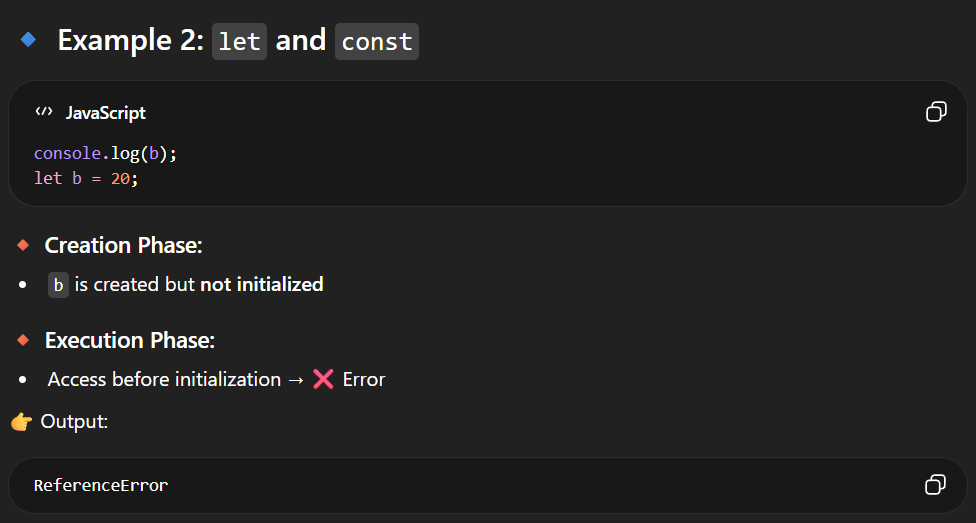 Example 2: let and const
JavaScript
console.log(b);
let b = 20;
Creation Phase:
b is created but not initialized
Execution Phase:
Access before initialization → ❌ Error
👉 Output:
ReferenceError